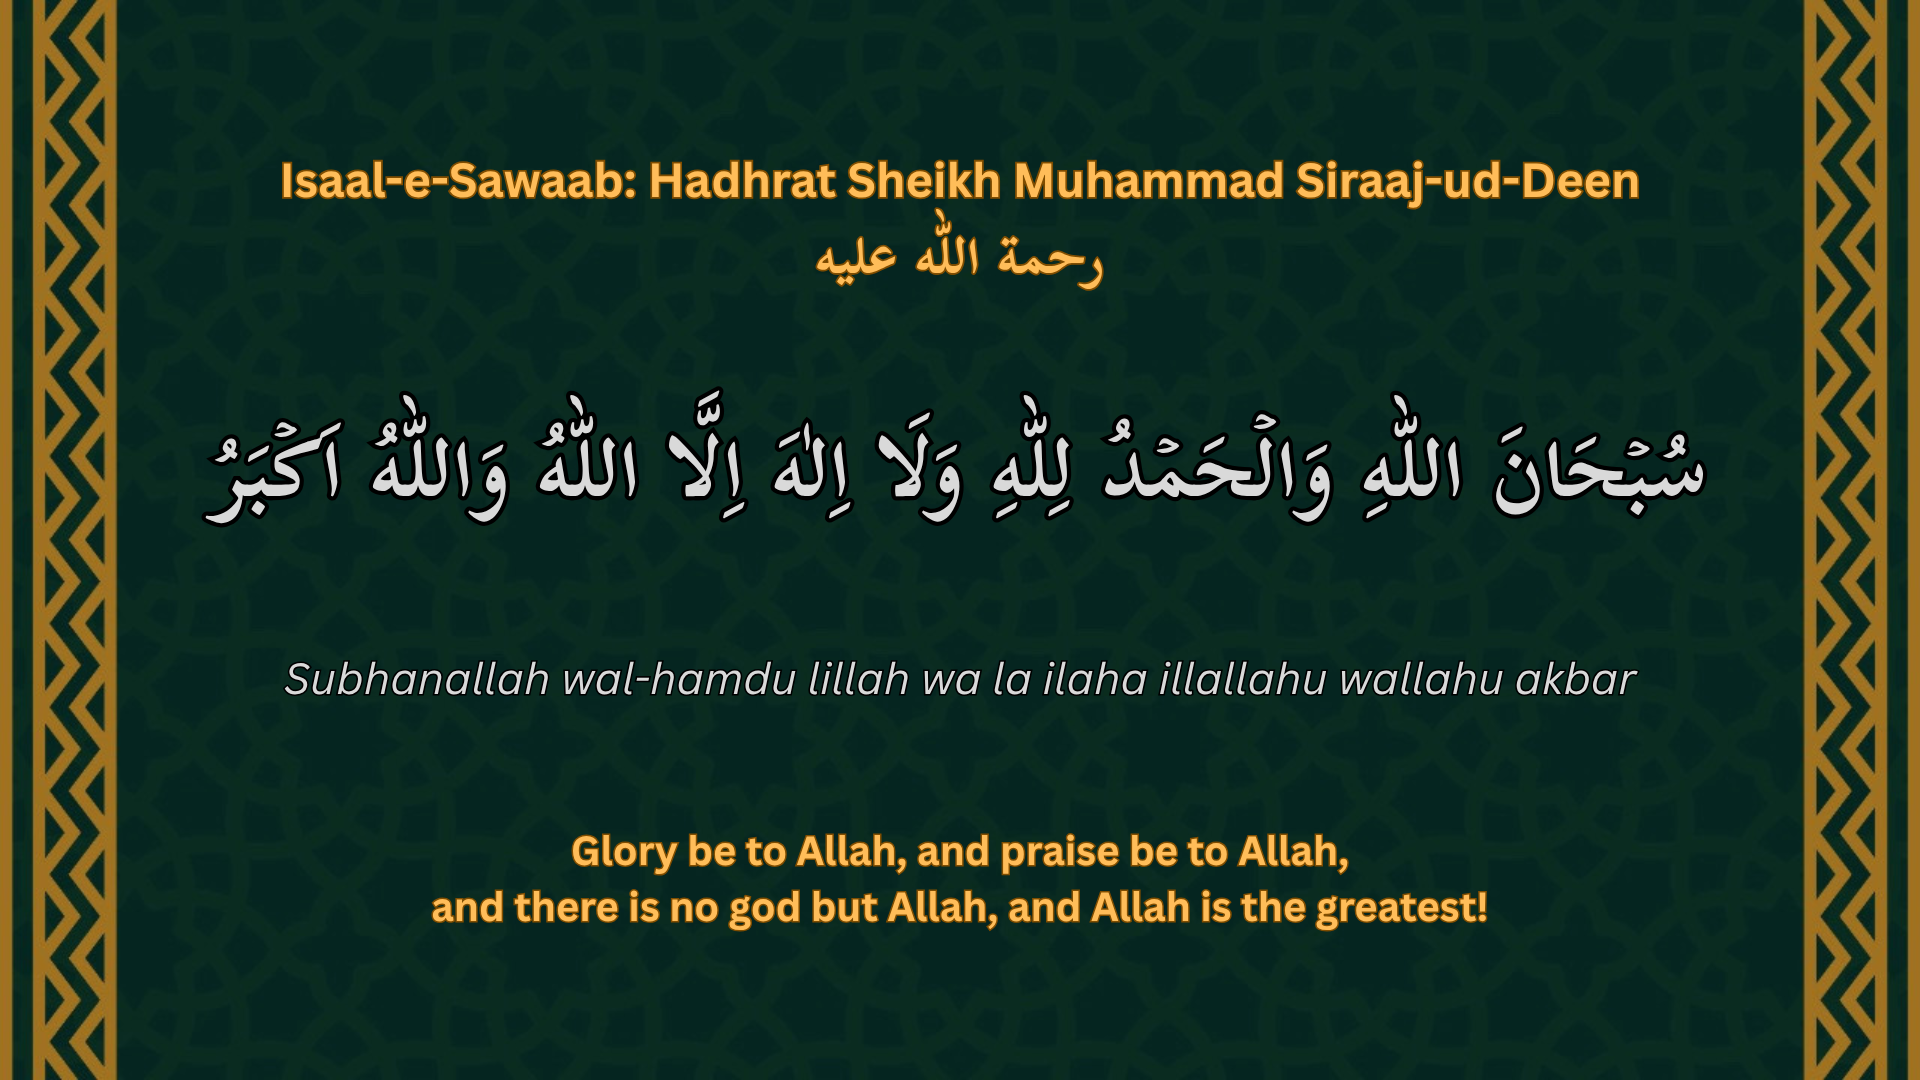 Isaal-e-Sawaab: Hadhrat Sheikh Muhammad Siraaj-ud-Deen
رحمة الله عليه
سُبْحَانَ اللّٰهِ وَالْحَمْدُ لِلّٰهِ وَلَا اِلٰهَ اِلَّا اللّٰهُ وَاللّٰهُ اَكْبَرُ
Subhanallah wal-hamdu lillah wa la ilaha illallahu wallahu akbar
Glory be to Allah, and praise be to Allah,
and there is no god but Allah, and Allah is the greatest!